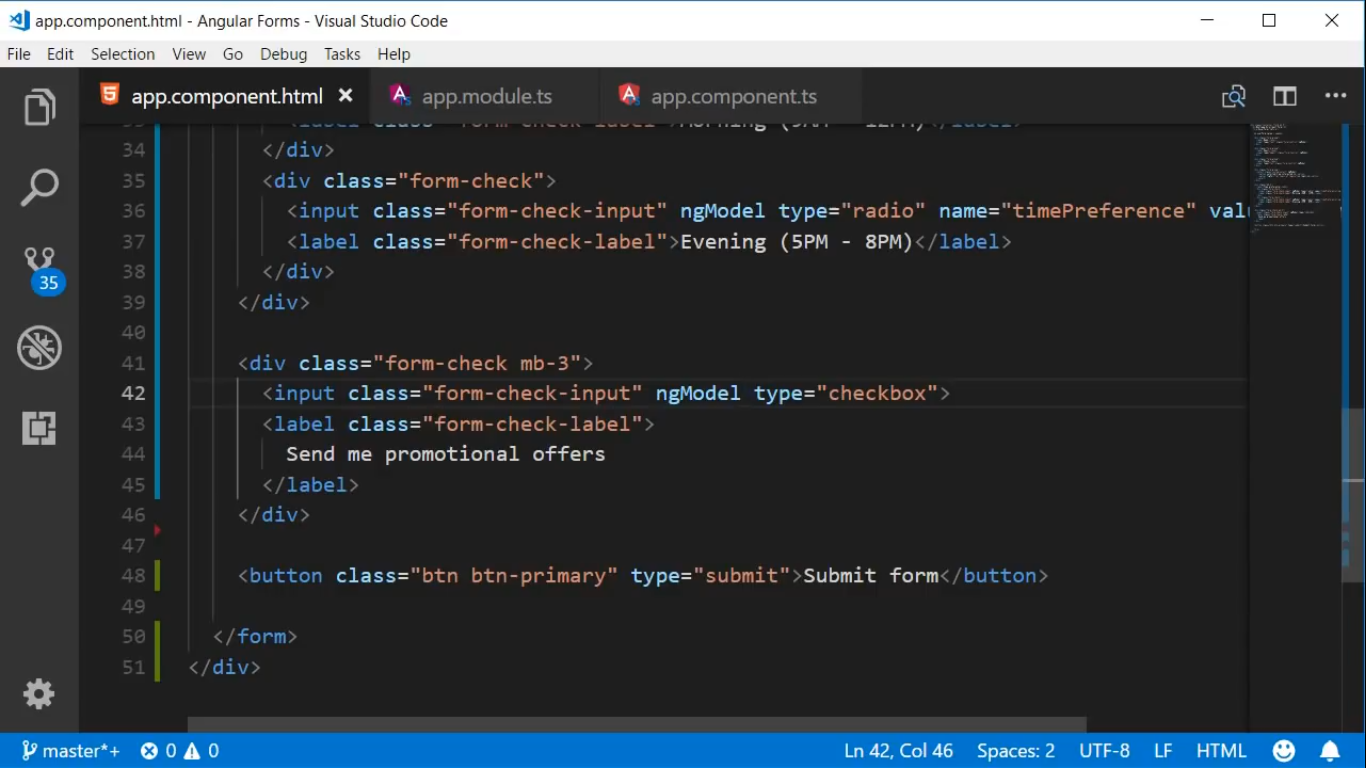 app.component.html - Angular Forms - Visual Studio Code
File Edit Selection View Go Debug Tasks Help
app.component.html app.module.ts app.component.ts
34 </div>
35 <div class="form-check">
36 <input class="form-check-input" ngModel type="radio" name="timePreference" val
37 <label class="form-check-label">Evening (5PM - 8PM)</label>
38 </div>
39 </div>
40
41 <div class="form-check mb-3">
42 <input class="form-check-input" ngModel type="checkbox">
43 <label class="form-check-label">
44 Send me promotional offers
45 </label>
46 </div>
47
48 <button class="btn btn-primary" type="submit">Submit form</button>
49
50 </form>
51 </div>
35
master*+ 0 0 Ln 42, Col 46 Spaces: 2 UTF-8 LF HTML